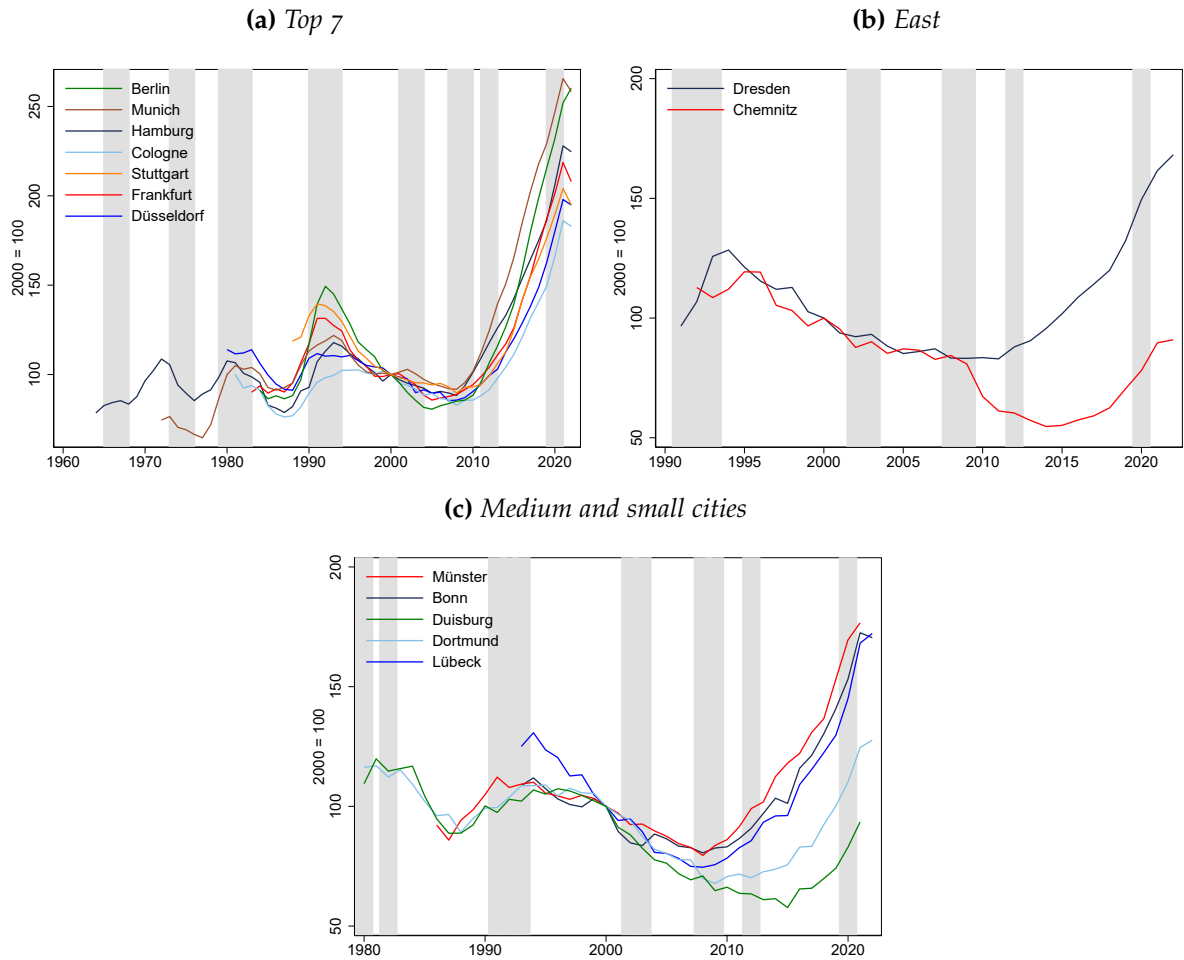 (a) Top 7
2000 = 100
250
200
150
100
Berlin
Munich
Hamburg
Cologne
Stuttgart
Frankfurt
Düsseldorf
1960 1970 1980 1990 2000 2010 2020
(b) East
2000 = 100
200
150
100
50
Dresden
Chemnitz
1990 1995 2000 2005 2010 2015 2020
(c) Medium and small cities
2000 = 100
200
150
100
50
Münster
Bonn
Duisburg
Dortmund
Lübeck
1980 1990 2000 2010 2020